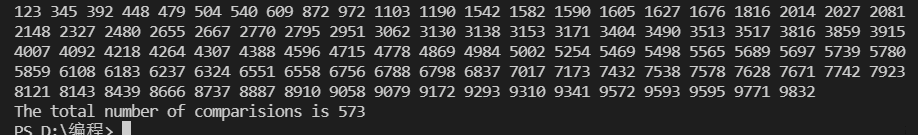 123 345 392 448 479 504 540 609 872 972 1103 1190 1542 1582 1590 1605 1627 1676 1816 2014 2027 2081
2148 2327 2480 2655 2667 2770 2795 2951 3062 3130 3138 3153 3171 3404 3490 3513 3517 3816 3859 3915
4007 4092 4218 4264 4307 4388 4596 4715 4778 4869 4984 5002 5254 5469 5498 5565 5689 5697 5739 5780
5859 6108 6183 6237 6324 6551 6558 6756 6788 6798 6837 7017 7173 7432 7538 7578 7628 7671 7742 7923
8121 8143 8439 8666 8737 8887 8910 9058 9079 9172 9293 9310 9341 9572 9593 9595 9771 9832
The total number of comparisions is 573
PS D:\编程>